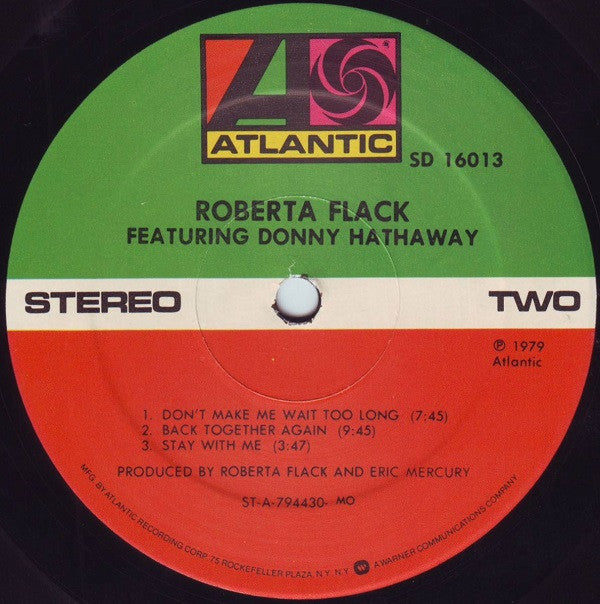 ATLANTIC
SD 16013
ROBERTA FLACK
FEATURING DONNY HATHAWAY
STEREO
TWO
℗ 1979
Atlantic
1. DON'T MAKE ME WAIT TOO LONG (7:45)
2. BACK TOGETHER AGAIN (9:45)
3. STAY WITH ME (3:47)
PRODUCED BY ROBERTA FLACK AND ERIC MERCURY
ST-A-794430- MO
MFG. BY ATLANTIC RECORDING CORP. 75 ROCKEFELLER PLAZA, N.Y. N.Y. A WARNER COMMUNICATIONS COMPANY